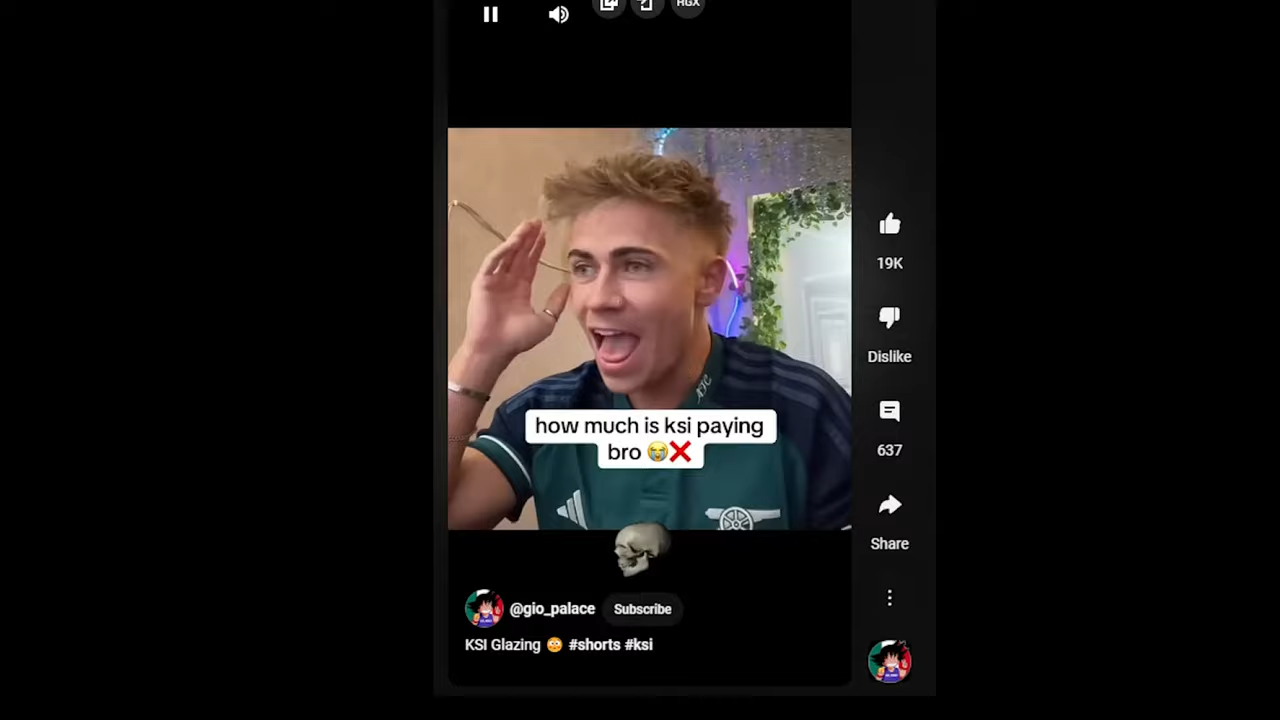 HGX
19K
Dislike
how much is ksi paying
bro 😭❌
637
Share
@gio_palace
Subscribe
KSI Glazing 😳 #shorts #ksi